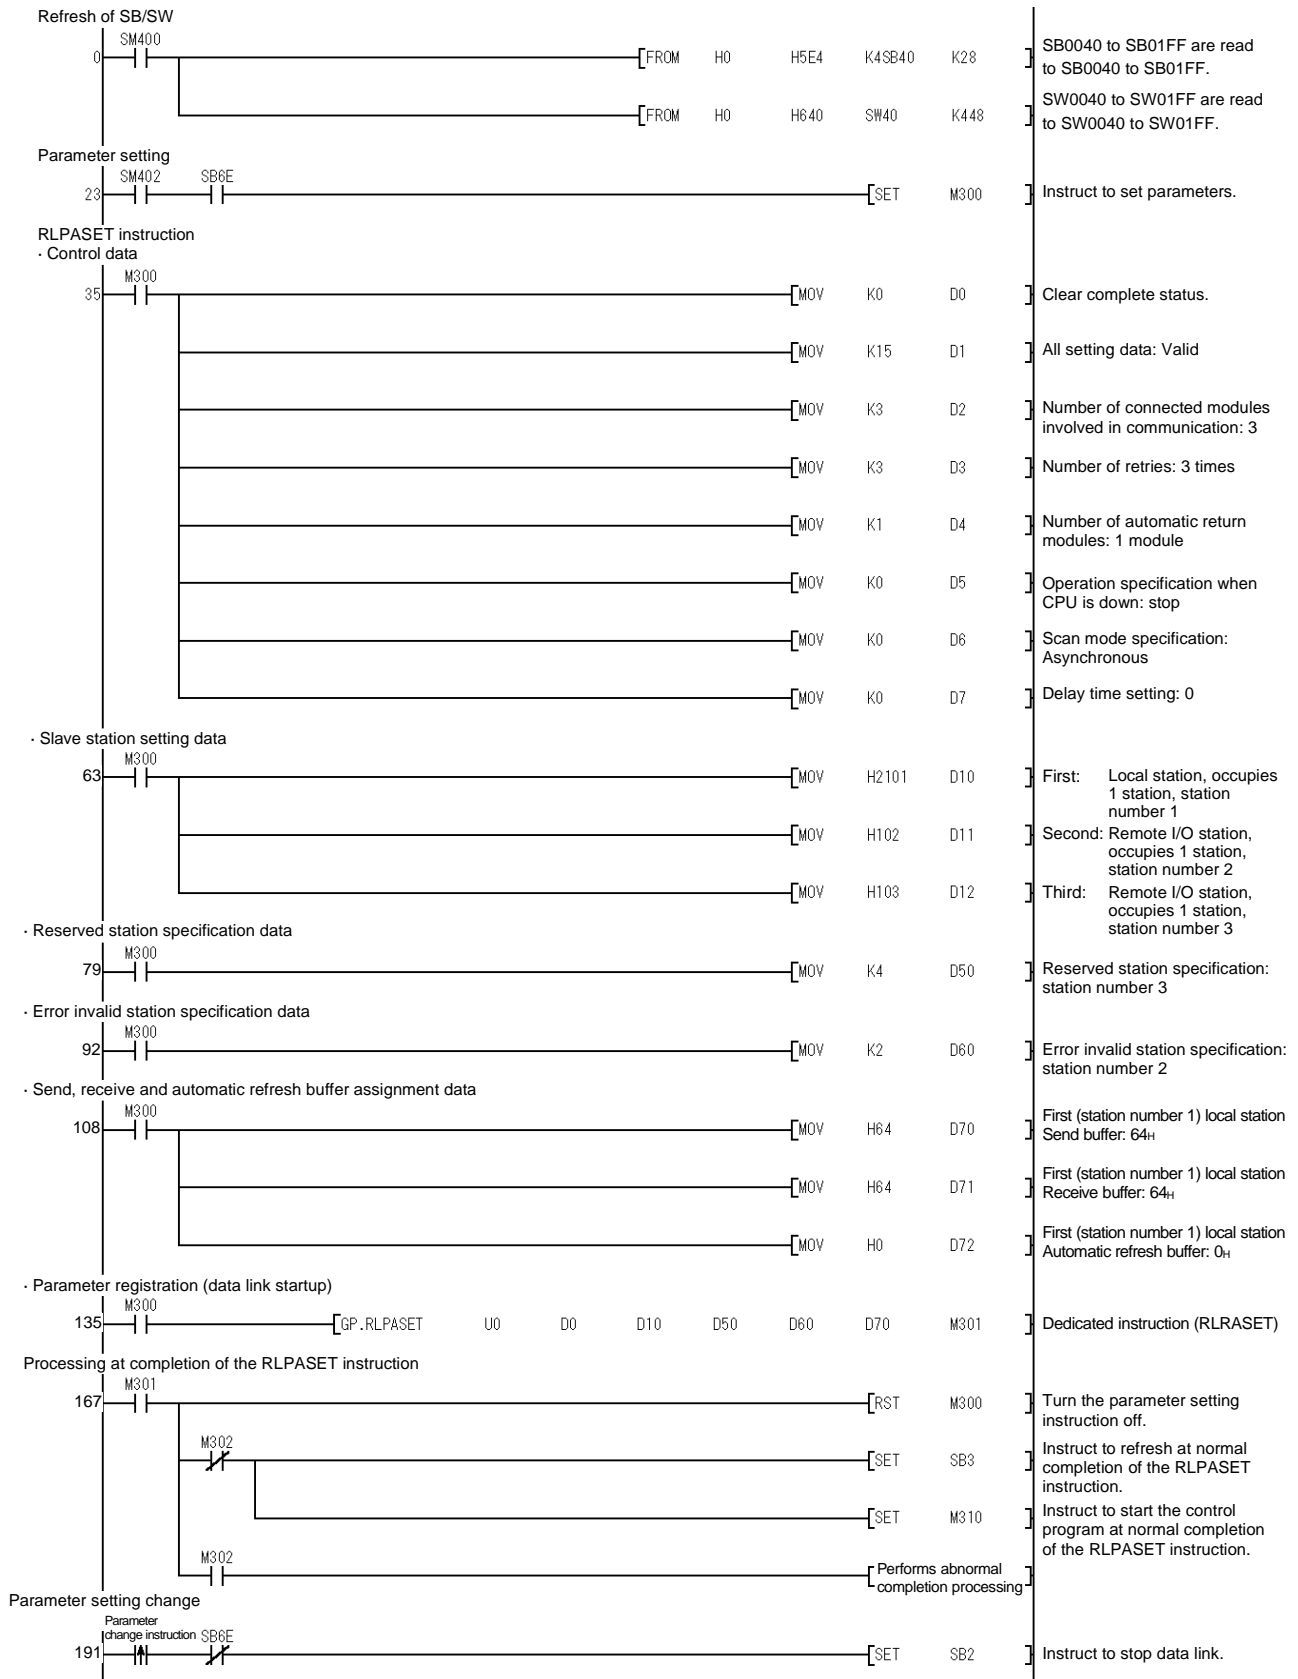 Refresh of SB/SW
SM400
0 FROM H0 H5E4 K4SB40 K28 SB0040 to SB01FF are read
to SB0040 to SB01FF.
FROM H0 H640 SW40 K448 SW0040 to SW01FF are read
to SW0040 to SW01FF.
Parameter setting
SM402 SB6E
23 SET M300 Instruct to set parameters.
RLPASET instruction
· Control data
M300
35 MOV K0 D0 Clear complete status.
MOV K15 D1 All setting data: Valid
MOV K3 D2 Number of connected modules
involved in communication: 3
MOV K3 D3 Number of retries: 3 times
MOV K1 D4 Number of automatic return
modules: 1 module
MOV K0 D5 Operation specification when
CPU is down: stop
MOV K0 D6 Scan mode specification:
Asynchronous
MOV K0 D7 Delay time setting: 0
· Slave station setting data
M300
63 MOV H2101 D10 First: Local station, occupies
1 station, station
number 1
MOV H102 D11 Second: Remote I/O station,
occupies 1 station,
station number 2
MOV H103 D12 Third: Remote I/O station,
occupies 1 station,
station number 3
· Reserved station specification data
M300
79 MOV K4 D50 Reserved station specification:
station number 3
· Error invalid station specification data
M300
92 MOV K2 D60 Error invalid station specification:
station number 2
· Send, receive and automatic refresh buffer assignment data
M300
108 MOV H64 D70 First (station number 1) local station
Send buffer: 64H
MOV H64 D71 First (station number 1) local station
Receive buffer: 64H
MOV H0 D72 First (station number 1) local station
Automatic refresh buffer: 0H
· Parameter registration (data link startup)
M300
135 GP.RLPASET U0 D0 D10 D50 D60 D70 M301 Dedicated instruction (RLRASET)
Processing at completion of the RLPASET instruction
M301
167 RST M300 Turn the parameter setting
instruction off.
M302
SET SB3 Instruct to refresh at normal
completion of the RLPASET
instruction.
SET M310 Instruct to start the control
program at normal completion
of the RLPASET instruction.
M302
Performs abnormal
completion processing
Parameter setting change
Parameter
change instruction SB6E
191 SET SB2 Instruct to stop data link.